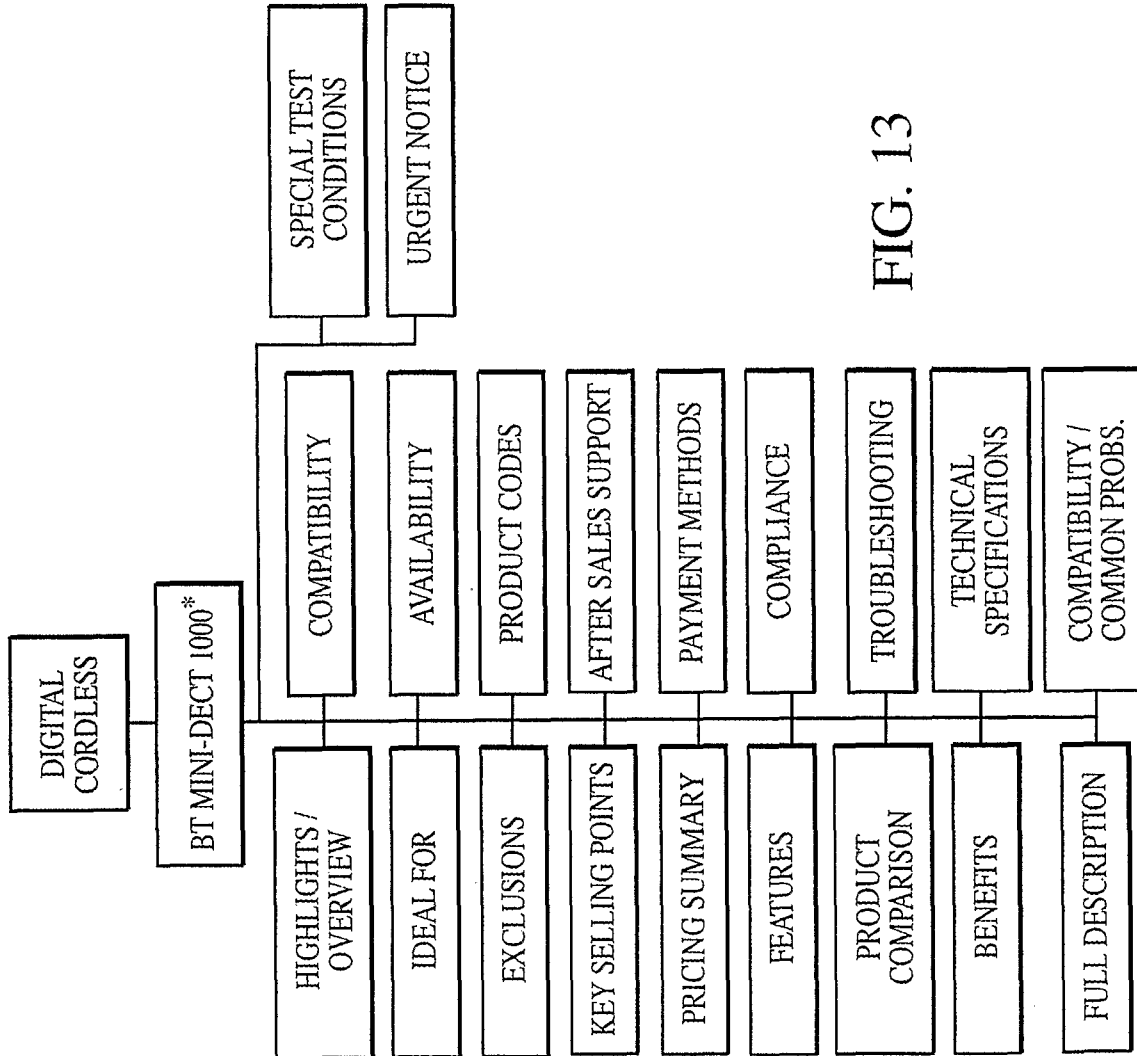 DIGITAL
CORDLESS
BT MINI-DECT 1000*
SPECIAL TEST
CONDITIONS
URGENT NOTICE
HIGHLIGHTS /
OVERVIEW
COMPATIBILITY
IDEAL FOR
AVAILABILITY
EXCLUSIONS
PRODUCT CODES
KEY SELLING POINTS
AFTER SALES SUPPORT
PRICING SUMMARY
PAYMENT METHODS
FEATURES
COMPLIANCE
PRODUCT
COMPARISON
TROUBLESHOOTING
BENEFITS
TECHNICAL
SPECIFICATIONS
FULL DESCRIPTION
COMPATIBILITY /
COMMON PROBS.
FIG. 13